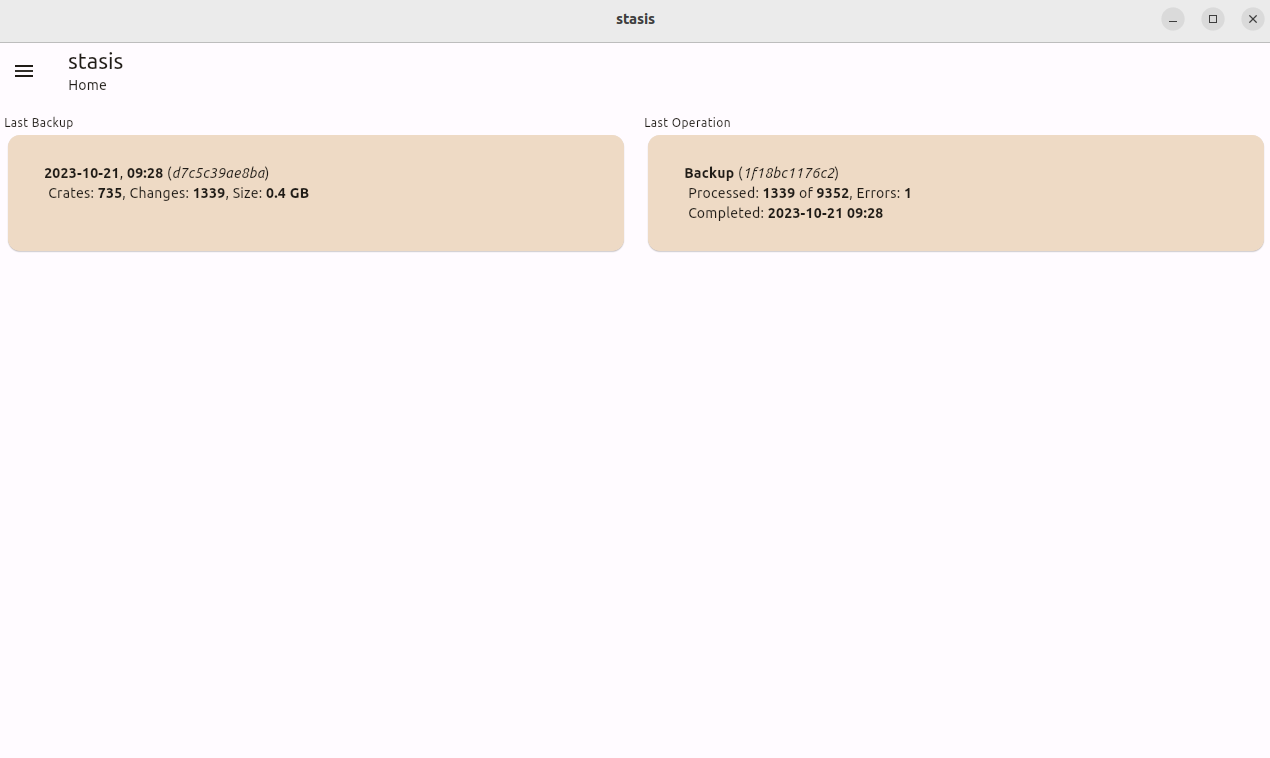 stasis
stasis
Home
Last Backup
2023-10-21, 09:28 (d7c5c39ae8ba)
Crates: 735, Changes: 1339, Size: 0.4 GB
Last Operation
Backup (1f18bc1176c2)
Processed: 1339 of 9352, Errors: 1
Completed: 2023-10-21 09:28